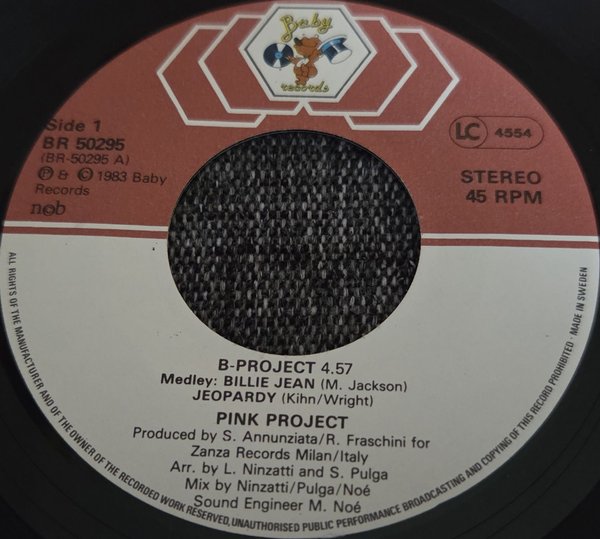 Baby
records
Side 1
BR 50295
(BR-50295 A)
Ⓟ & © 1983 Baby
Records
ncb
LC 4554
STEREO
45 RPM
B-PROJECT 4.57
Medley: BILLIE JEAN (M. Jackson)
JEOPARDY (Kihn/Wright)
PINK PROJECT
Produced by S. Annunziata/R. Fraschini for
Zanza Records Milan/Italy
Arr. by L. Ninzatti and S. Pulga
Mix by Ninzatti/Pulga/Noé
Sound Engineer M. Noé
ALL RIGHTS OF THE MANUFACTURER AND OF THE OWNER OF THE RECORDED WORK RESERVED, UNAUTHORISED PUBLIC PERFORMANCE BROADCASTING AND COPYING OF THIS RECORD PROHIBITED · MADE IN SWEDEN